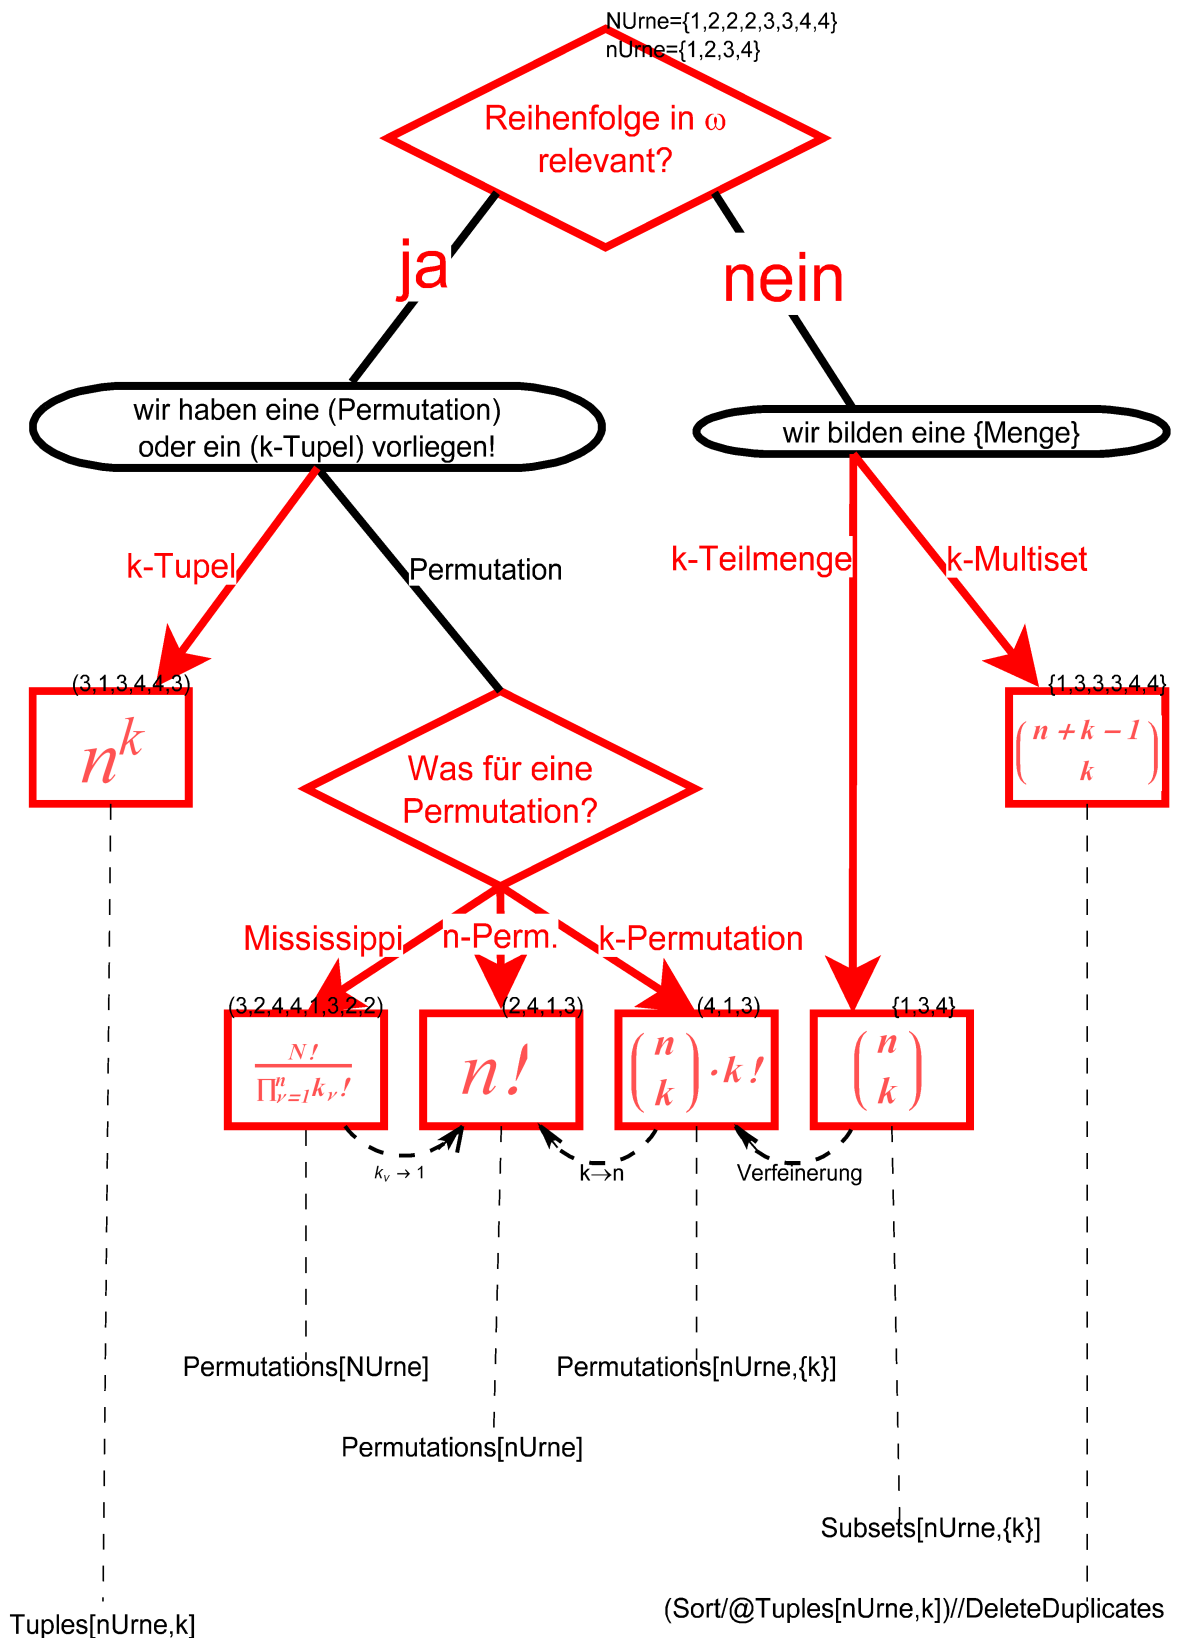 NUrne={1,2,2,2,3,3,4,4}
nUrne={1,2,3,4}
Reihenfolge in ω
relevant?
ja
nein
wir haben eine (Permutation)
oder ein (k-Tupel) vorliegen!
wir bilden eine {Menge}
k-Tupel
Permutation
k-Teilmenge
k-Multiset
(3,1,3,4,4,3)
n^k
{1,3,3,3,4,4}
(n + k − 1
k)
Was für eine
Permutation?
Mississippi
n-Perm.
k-Permutation
(3,2,4,4,1,3,2,2)
N!
∏_{ν=1}^{n} k_ν!
(2,4,1,3)
n!
(4,1,3)
(n
k) · k!
{1,3,4}
(n
k)
k_ν → 1
k→n
Verfeinerung
Permutations[NUrne]
Permutations[nUrne,{k}]
Permutations[nUrne]
Subsets[nUrne,{k}]
Tuples[nUrne,k]
(Sort/@Tuples[nUrne,k])//DeleteDuplicates